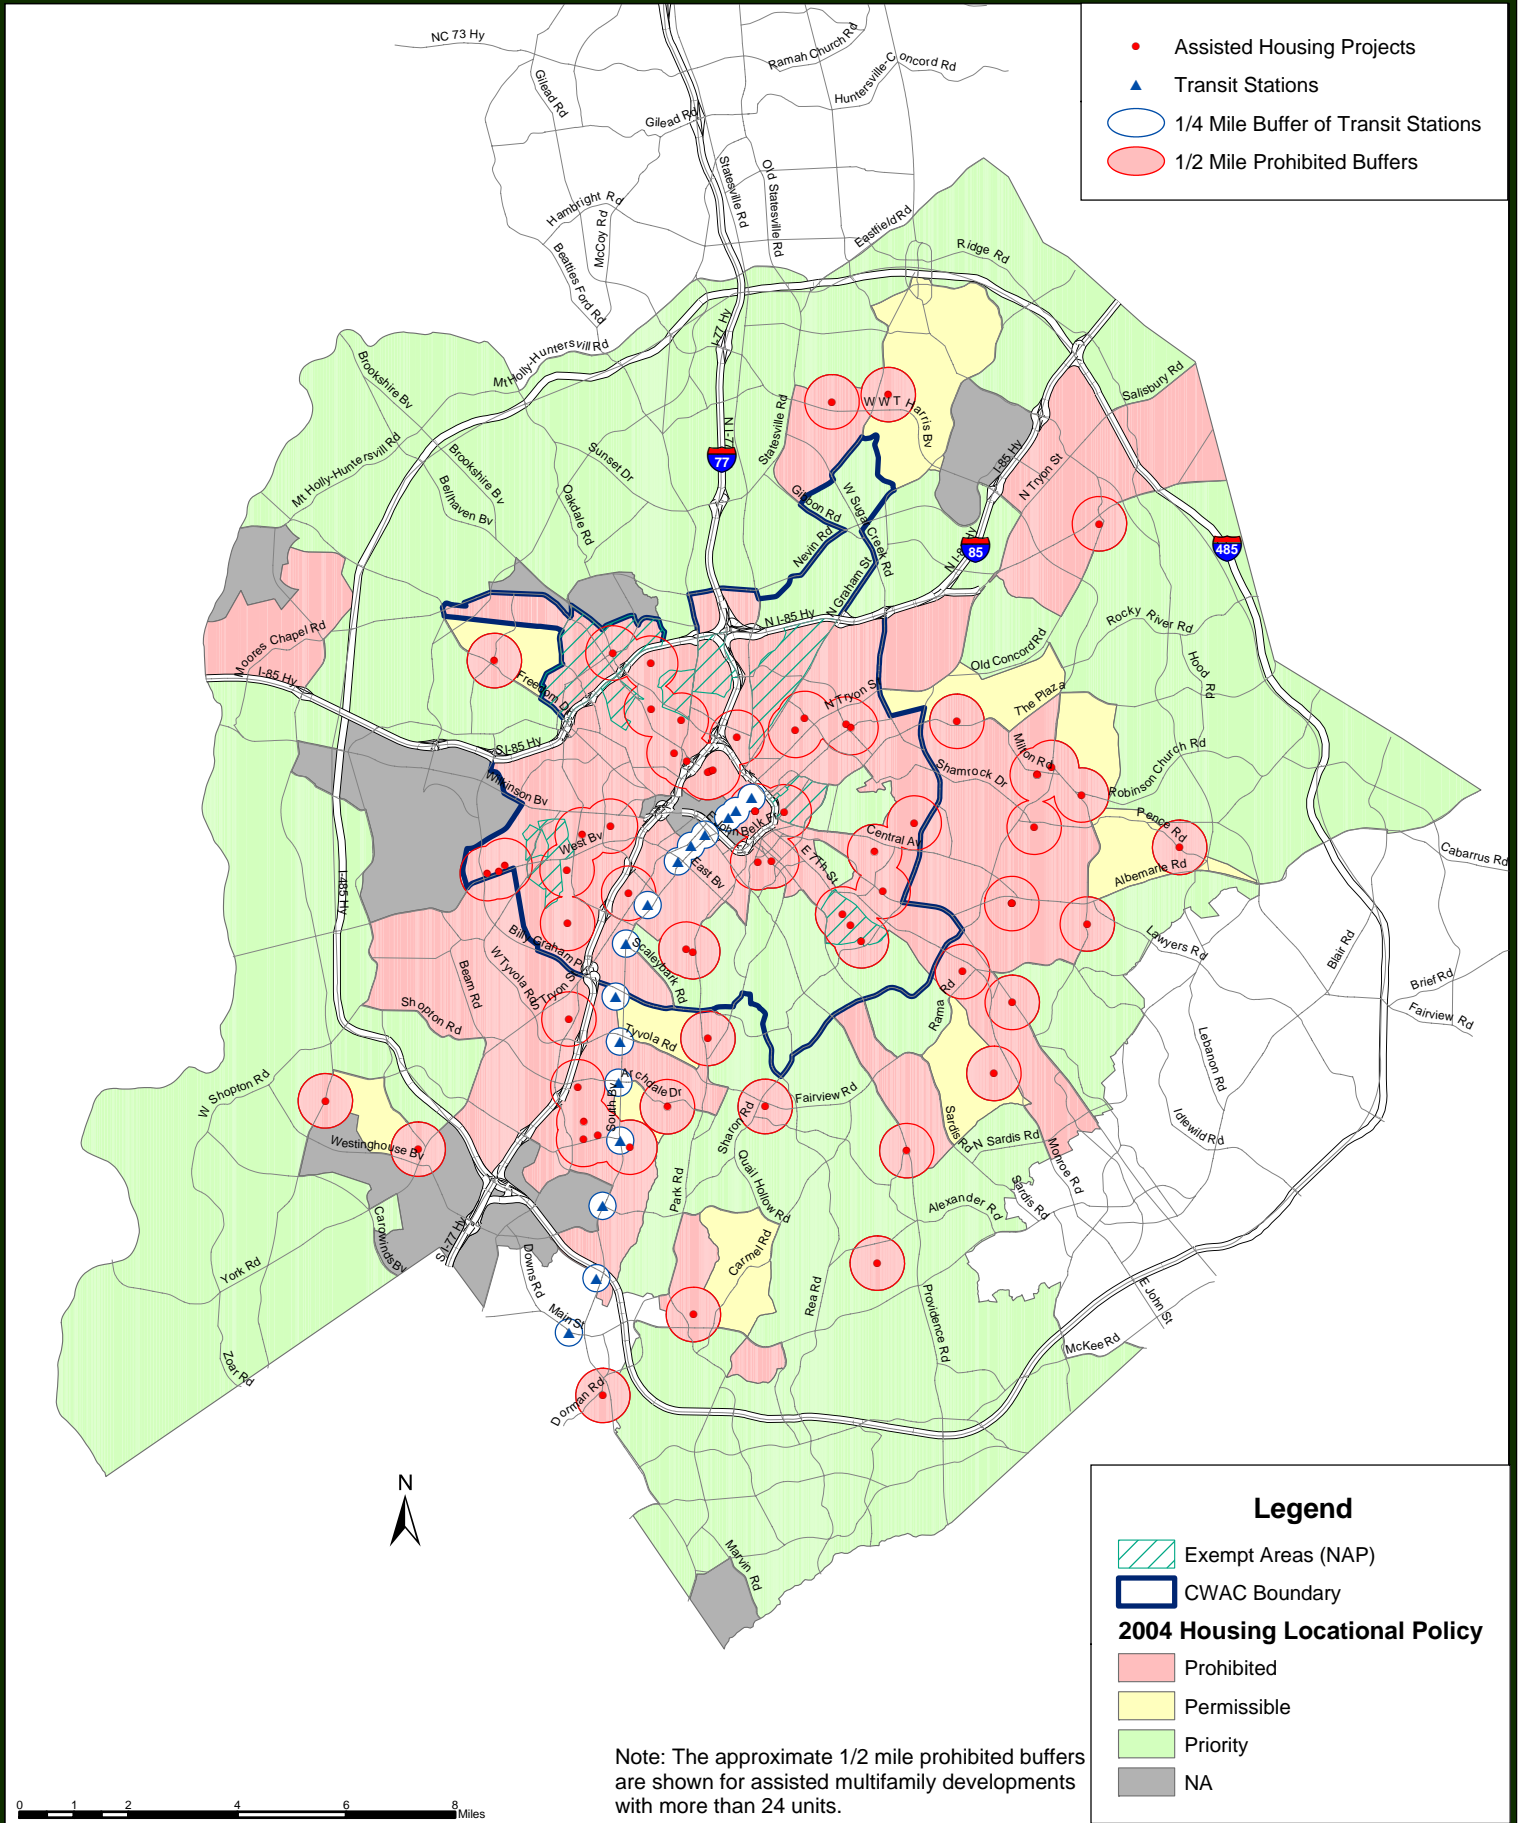 Assisted Housing Projects
Transit Stations
1/4 Mile Buffer of Transit Stations
1/2 Mile Prohibited Buffers
NC 73 Hy
Ramah Church Rd
Huntersville-Concord Rd
Gilead Rd
Gilead Rd
Statesville Rd
Old Statesville Rd
Hambright Rd
McCoy Rd
Beatties Ford Rd
Eastfield Rd
Ridge Rd
I-77 Hy
Mt Holly-Huntersvill Rd
Brookshire Bv
Salisbury Rd
Statesville Rd
WWT Harris Bv
N I-77
77
Mt Holly-Huntersvill Rd
Brookshire Bv
Bellhaven Bv
Sunset Dr
Oakdale Rd
I-85 Hy
N Tryon St
Gibbon Rd
W Sugar Creek Rd
Nevin Rd
N Graham St
N I-85 Hy
85
485
N I-85 Hy
Moores Chapel Rd
I-85 Hy
Freedom Dr
Rocky River Rd
Old Concord Rd
Hood Rd
The Plaza
N Tryon S
S I-85 Hy
Milton Rd
Shamrock Dr
Robinson Church Rd
Wilkinson Bv
Pence Rd
Albemarle Rd
Cabarrus Rd
West Bv
Belk F
Central Av
East Bv
E 7Th St
I-485 Hy
Billy Graham P
W Tyvola Rd
S Tryon S
Beam Rd
Shopron Rd
Scaleybark Rd
Lawyers Rd
Blair Rd
Brief Rd
Fairview Rd
Rama Rd
Tyvola Rd
Archdale Dr
South Bv
Lebanon Rd
Idlewild Rd
W Shopton Rd
Westinghouse Bv
Fairview Rd
Sharon Rd
Sardis Rd
N Sardis Rd
Monroe Rd
Sardis Rd
Quail Hollow Rd
Park Rd
Alexander Rd
Carowinds Bv
S I-77 Hy
York Rd
Downs Rd
Main St
Carmel Rd
Rea Rd
Providence Rd
E John St
McKee Rd
Zoar Rd
Dorman Rd
Marvin Rd
N
Legend
Exempt Areas (NAP)
CWAC Boundary
2004 Housing Locational Policy
Prohibited
Permissible
Priority
NA
Note: The approximate 1/2 mile prohibited buffers
are shown for assisted multifamily developments
with more than 24 units.
0 1 2 4 6 8
Miles